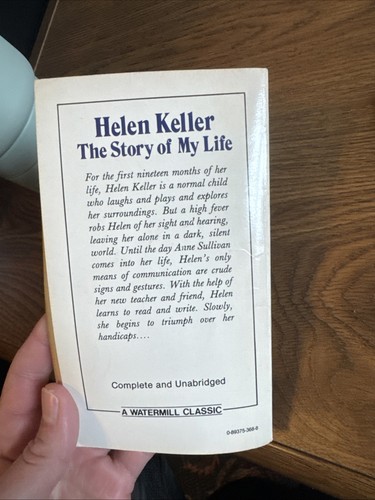 Helen Keller
The Story of My Life
For the first nineteen months of her
life, Helen Keller is a normal child
who laughs and plays and explores
her surroundings. But a high fever
robs Helen of her sight and hearing,
leaving her alone in a dark, silent
world. Until the day Anne Sullivan
comes into her life, Helen's only
means of communication are crude
signs and gestures. With the help of
her new teacher and friend, Helen
learns to read and write. Slowly,
she begins to triumph over her
handicaps....
Complete and Unabridged
A WATERMILL CLASSIC
0-89375-368-6